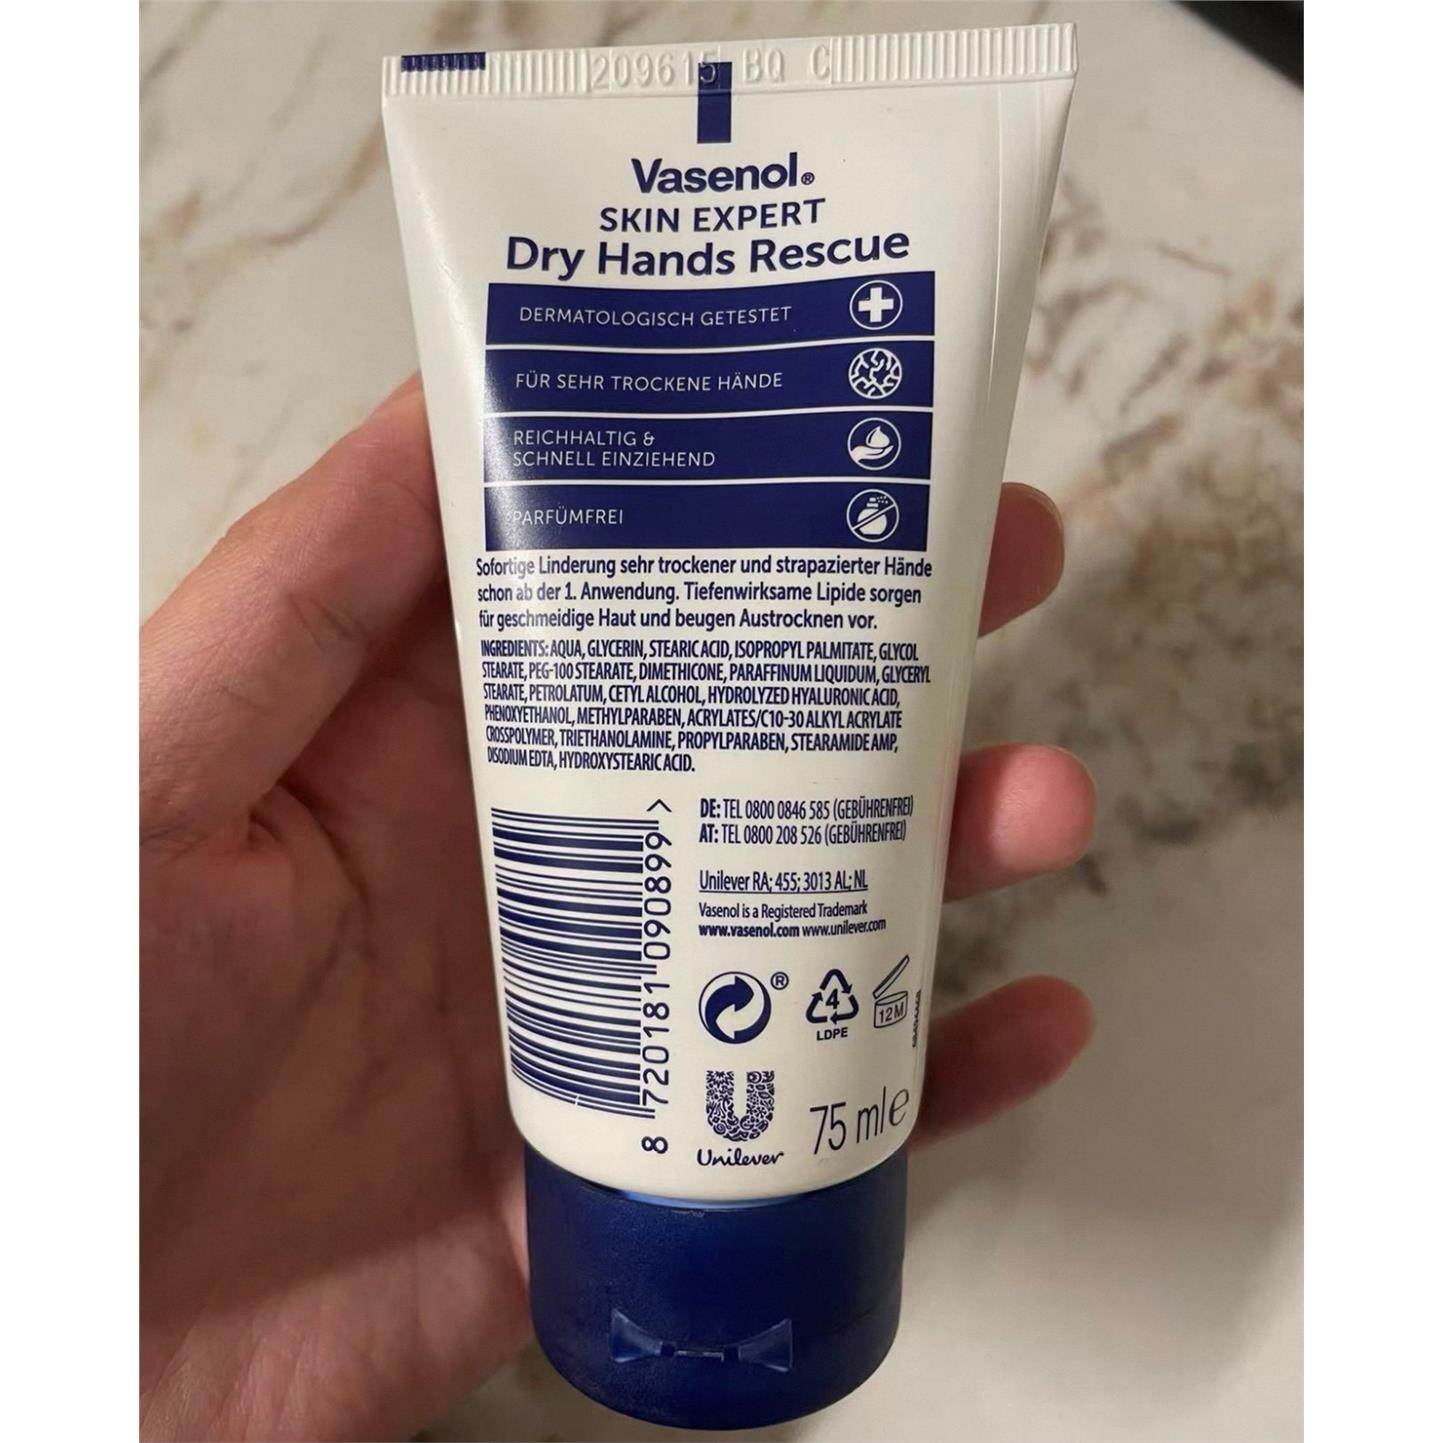 209615 BQ C
Vasenol®
SKIN EXPERT
Dry Hands Rescue
DERMATOLOGISCH GETESTET
FÜR SEHR TROCKENE HÄNDE
REICHHALTIG &
SCHNELL EINZIEHEND
PARFÜMFREI
Sofortige Linderung sehr trockener und strapazierter Hände
schon ab der 1. Anwendung. Tiefenwirksame Lipide sorgen
für geschmeidige Haut und beugen Austrocknen vor.
INGREDIENTS: AQUA, GLYCERIN, STEARIC ACID, ISOPROPYL PALMITATE, GLYCOL
STEARATE, PEG-100 STEARATE, DIMETHICONE, PARAFFINUM LIQUIDUM, GLYCERYL
STEARATE, PETROLATUM, CETYL ALCOHOL, HYDROLYZED HYALURONIC ACID,
PHENOXYETHANOL, METHYLPARABEN, ACRYLATES/C10-30 ALKYL ACRYLATE
CROSSPOLYMER, TRIETHANOLAMINE, PROPYLPARABEN, STEARAMIDE AMP,
DISODIUM EDTA, HYDROXYSTEARIC ACID.
8 720181 090899 >
DE: TEL 0800 0846 585 (GEBÜHRENFREI)
AT: TEL 0800 208 526 (GEBÜHRENFREI)
Unilever RA; 455; 3013 AL; NL
Vasenol is a Registered Trademark
www.vasenol.com www.unilever.com
®
4
LDPE
12M
Unilever
75 ml e